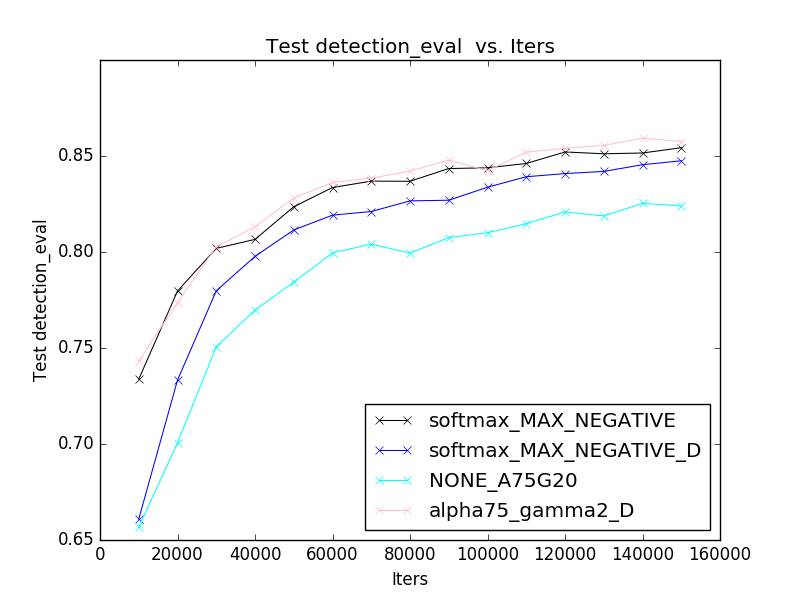 Test detection_eval  vs. Iters
Test detection_eval
0.85
0.80
0.75
0.70
0.65
softmax_MAX_NEGATIVE
softmax_MAX_NEGATIVE_D
NONE_A75G20
alpha75_gamma2_D
0 20000 40000 60000 80000 100000 120000 140000 160000
Iters